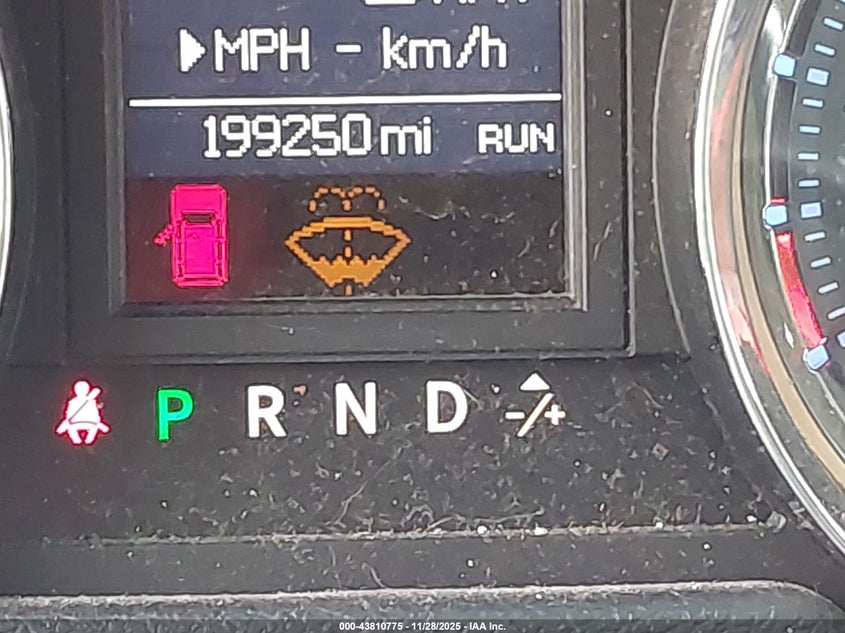 MPH - km/h
199250 mi RUN
P R N D -/+
000-43810775 - 11/28/2025 - IAA Inc.